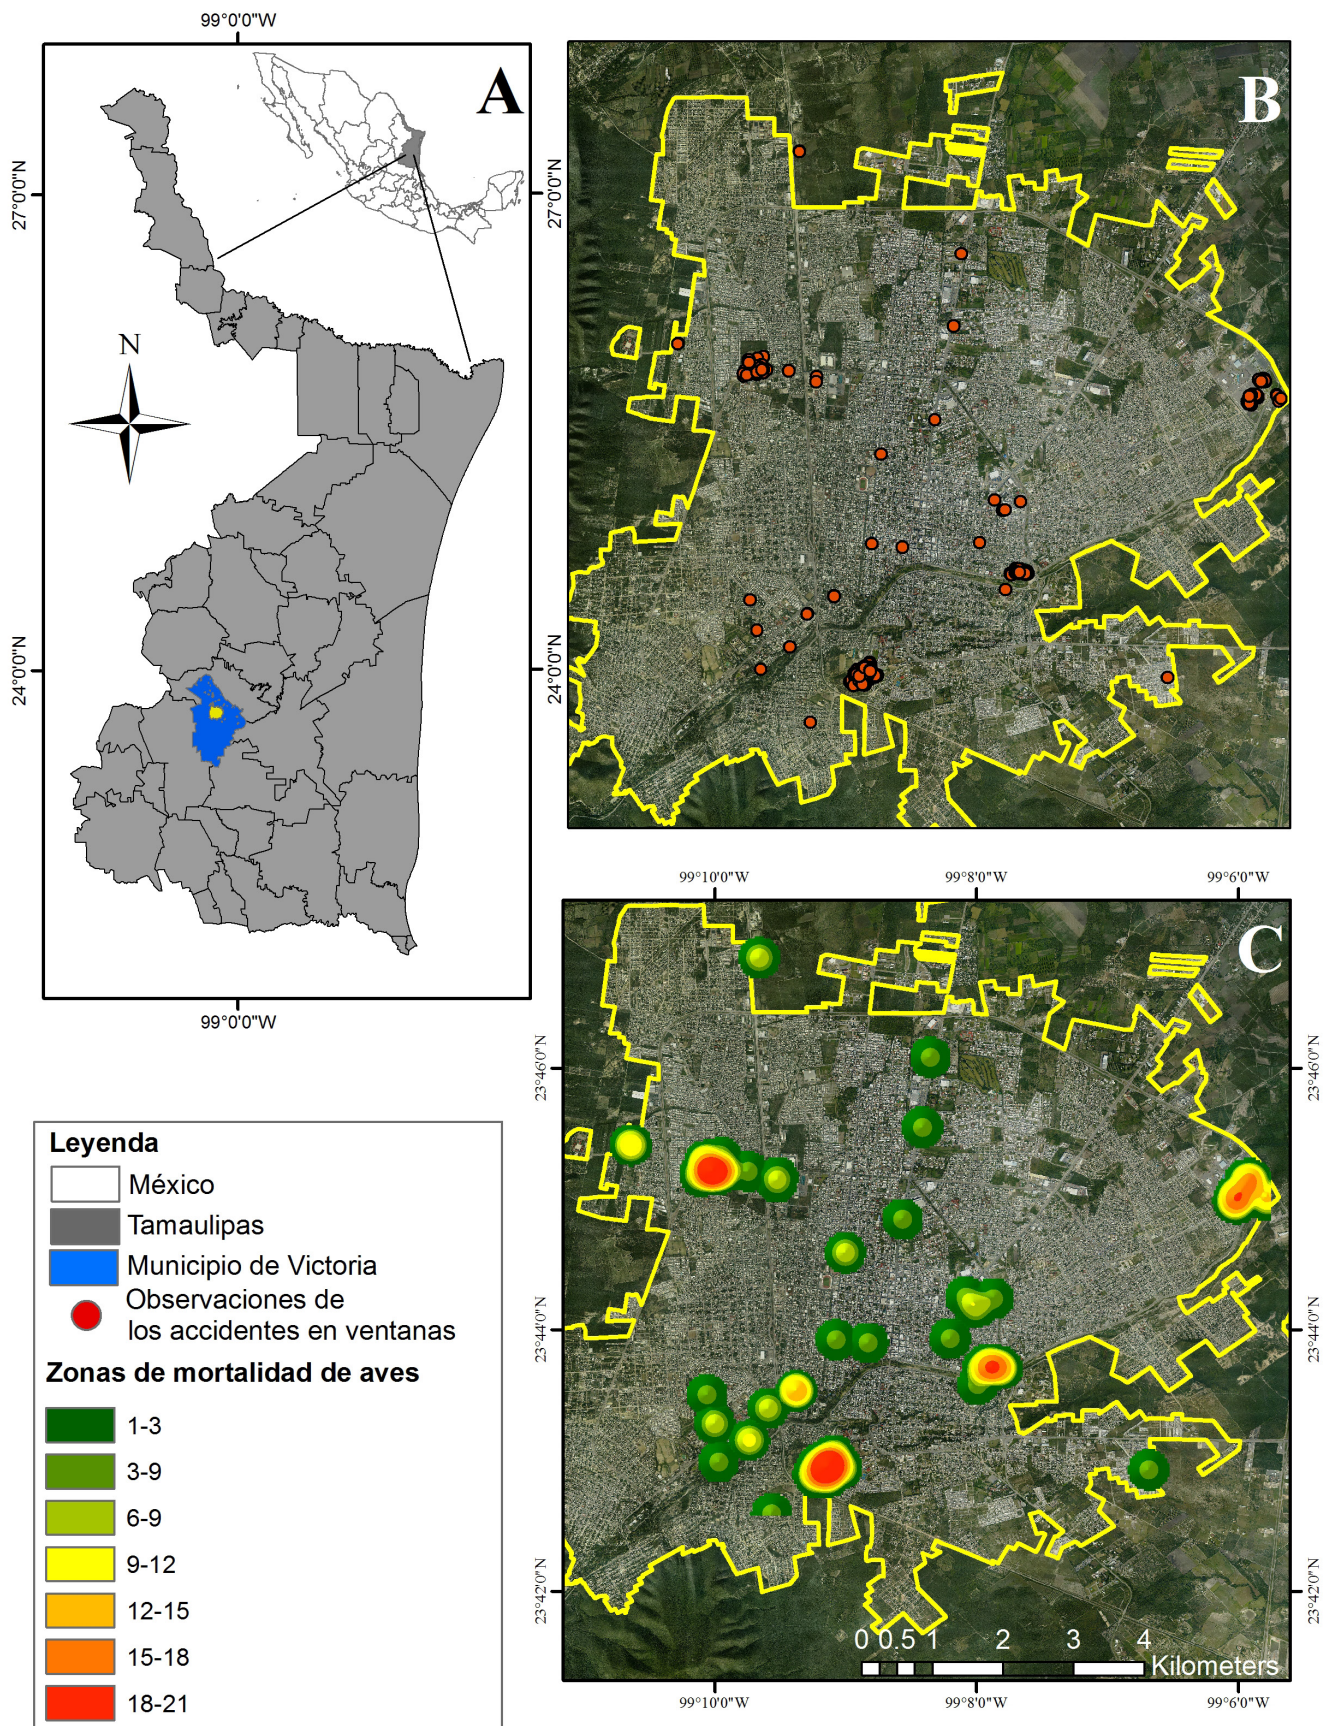 99°0'0"W
A
27°0'0"N
27°0'0"N
B
N
24°0'0"N
24°0'0"N
99°0'0"W
99°10'0"W
99°8'0"W
99°6'0"W
C
23°46'0"N
23°46'0"N
23°44'0"N
23°44'0"N
23°42'0"N
23°42'0"N
0 0.5 1 2 3 4
Kilometers
99°10'0"W
99°8'0"W
99°6'0"W
Leyenda
México
Tamaulipas
Municipio de Victoria
Observaciones de
los accidentes en ventanas
Zonas de mortalidad de aves
1-3
3-9
6-9
9-12
12-15
15-18
18-21